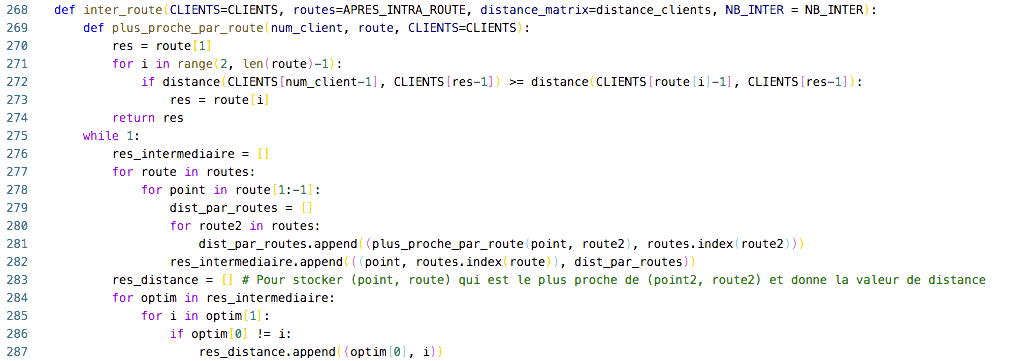 268 def inter_route(CLIENTS=CLIENTS, routes=APRES_INTRA_ROUTE, distance_matrix=distance_clients, NB_INTER = NB_INTER):
269     def plus_proche_par_route(num_client, route, CLIENTS=CLIENTS):
270         res = route[1]
271         for i in range(2, len(route)-1):
272             if distance(CLIENTS[num_client-1], CLIENTS[res-1]) >= distance(CLIENTS[route[i]-1], CLIENTS[res-1]):
273                 res = route[i]
274         return res
275     while 1:
276         res_intermediaire = []
277         for route in routes:
278             for point in route[1:-1]:
279                 dist_par_routes = []
280                 for route2 in routes:
281                     dist_par_routes.append((plus_proche_par_route(point, route2), routes.index(route2)))
282                 res_intermediaire.append(((point, routes.index(route)), dist_par_routes))
283         res_distance = [] # Pour stocker (point, route) qui est le plus proche de (point2, route2) et donne la valeur de distance
284         for optim in res_intermediaire:
285             for i in optim[1]:
286                 if optim[0] != i:
287                     res_distance.append((optim[0], i))